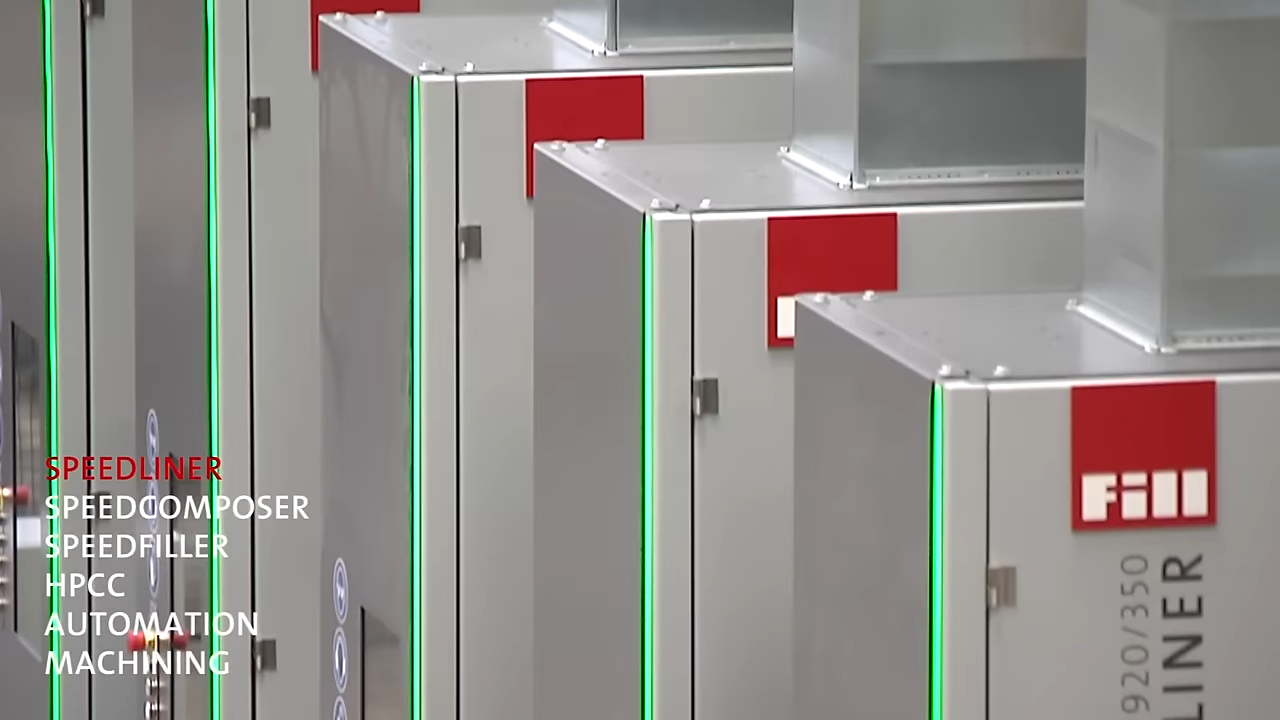 SPEEDLINER
SPEEDCOMPOSER
SPEEDFILLER
HPCC
AUTOMATION
MACHINING
Fill
920/350
LINER